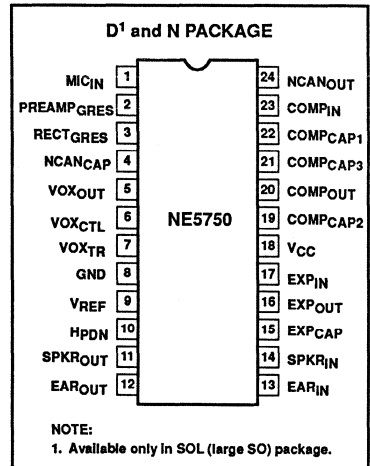 D1 and N PACKAGE
MICIN 1 24 NCANOUT
PREAMPGRES 2 23 COMPIN
RECTGRES 3 22 COMPCAP1
NCANCAP 4 21 COMPCAP3
VOXOUT 5 20 COMPOUT
VOXCTL 6 19 COMPCAP2
NE5750
VOXTR 7 18 VCC
GND 8 17 EXPIN
VREF 9 16 EXPOUT
HPDN 10 15 EXPCAP
SPKROUT 11 14 SPKRIN
EAROUT 12 13 EARIN
NOTE:
1. Available only in SOL (large SO) package.